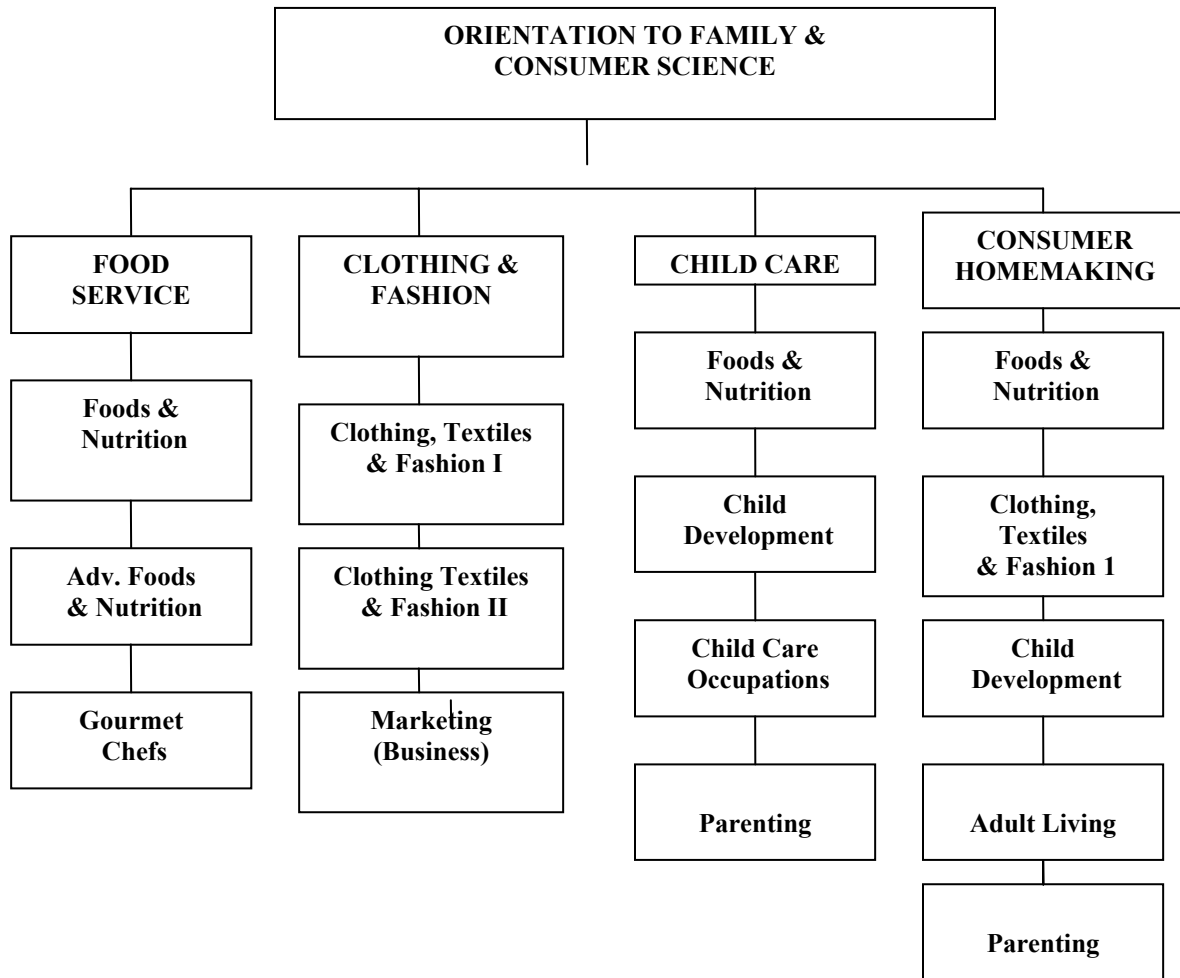 ORIENTATION TO FAMILY &
CONSUMER SCIENCE
FOOD
SERVICE
Foods &
Nutrition
Adv. Foods
& Nutrition
Gourmet
Chefs
CLOTHING &
FASHION
Clothing, Textiles
& Fashion I
Clothing Textiles
& Fashion II
Marketing
(Business)
CHILD CARE
Foods &
Nutrition
Child
Development
Child Care
Occupations
Parenting
CONSUMER
HOMEMAKING
Foods &
Nutrition
Clothing,
Textiles
& Fashion 1
Child
Development
Adult Living
Parenting